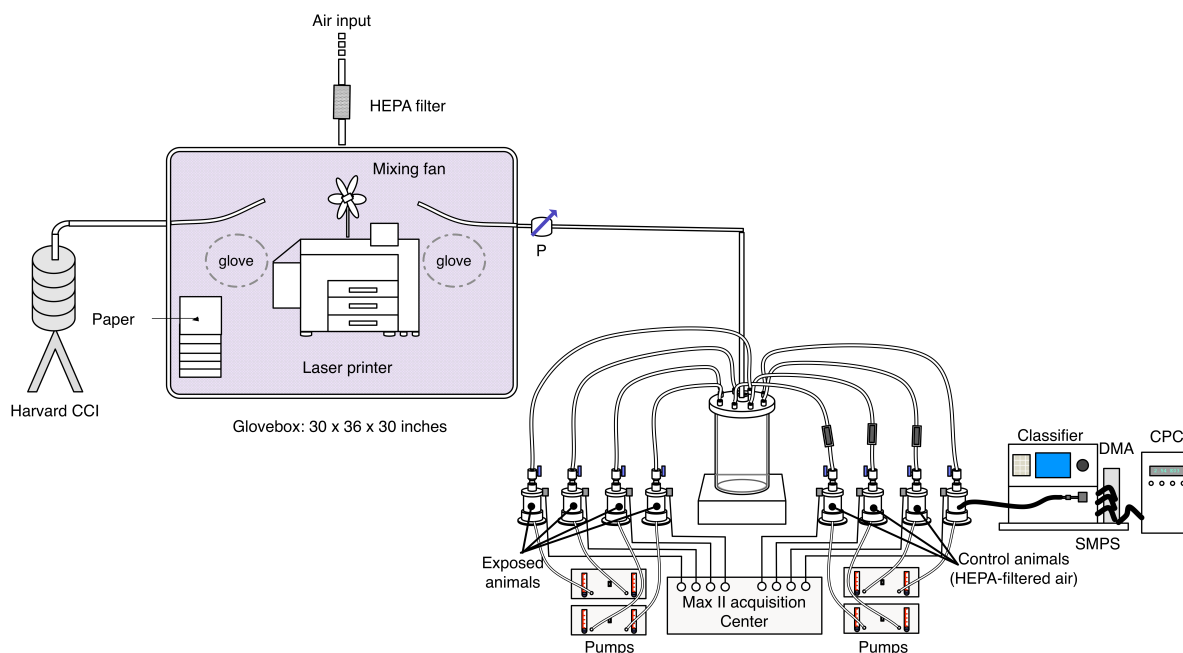 Air input
HEPA filter
Mixing fan
glove
glove
P
Paper
Laser printer
Harvard CCI
Glovebox: 30 x 36 x 30 inches
Classifier
DMA
CPC
SMPS
Exposed
animals
Control animals
(HEPA-filtered air)
Max II acquisition
Center
Pumps
Pumps